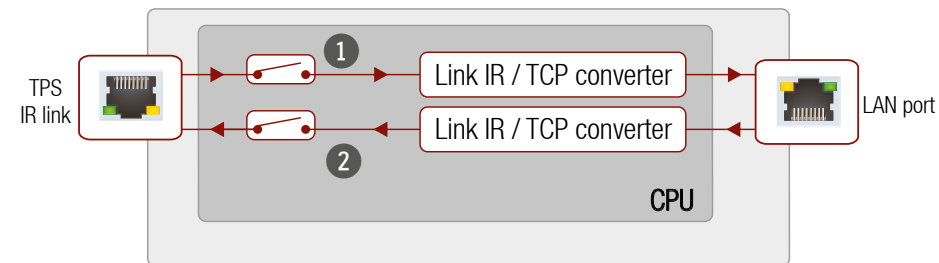 1
TPS
IR link
Link IR / TCP converter
LAN port
Link IR / TCP converter
2
CPU